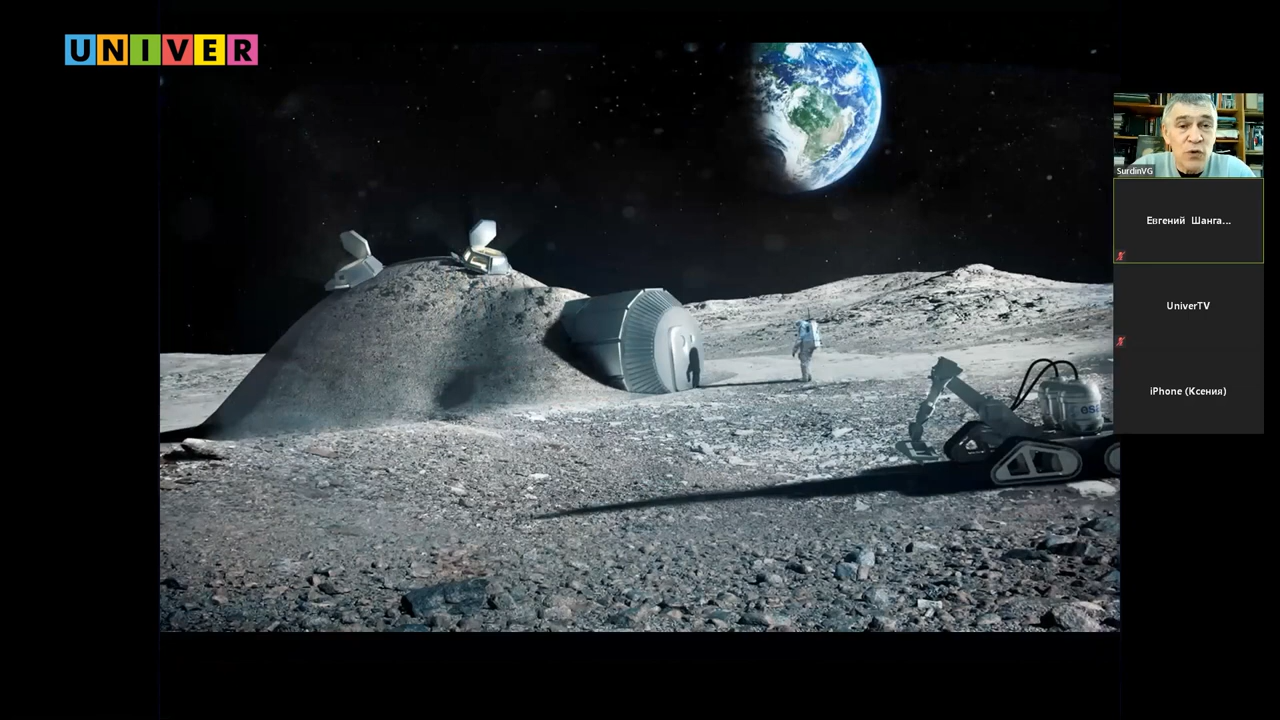 UNIVER
SurdinVG
Евгений Шанга...
UniverTV
iPhone (Ксения)
esa